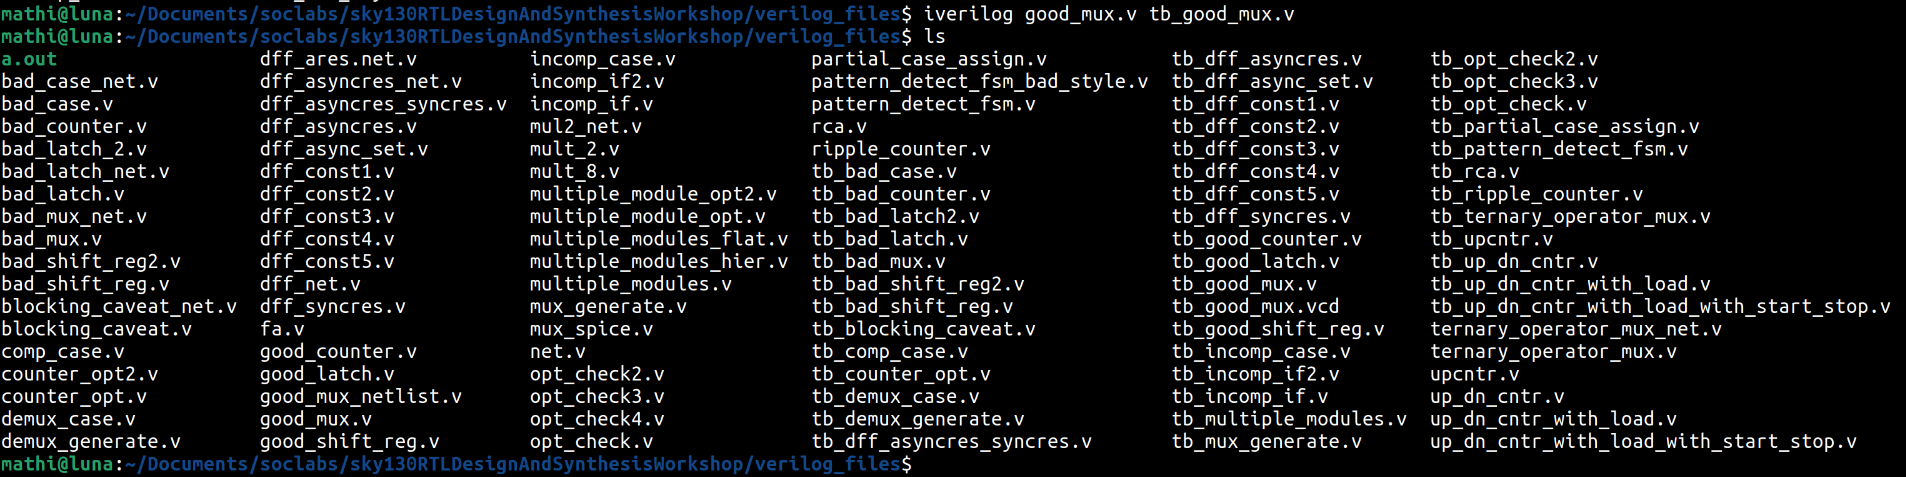 mathi@luna:~/Documents/soclabs/sky130RTLDesignAndSynthesisWorkshop/verilog_files$ iverilog good_mux.v tb_good_mux.v
mathi@luna:~/Documents/soclabs/sky130RTLDesignAndSynthesisWorkshop/verilog_files$ ls
a.out dff_ares.net.v incomp_case.v partial_case_assign.v tb_dff_asyncres.v tb_opt_check2.v
bad_case_net.v dff_asyncres_net.v incomp_if2.v pattern_detect_fsm_bad_style.v tb_dff_async_set.v tb_opt_check3.v
bad_case.v dff_asyncres_syncres.v incomp_if.v pattern_detect_fsm.v tb_dff_const1.v tb_opt_check.v
bad_counter.v dff_asyncres.v mul2_net.v rca.v tb_dff_const2.v tb_partial_case_assign.v
bad_latch_2.v dff_async_set.v mult_2.v ripple_counter.v tb_dff_const3.v tb_pattern_detect_fsm.v
bad_latch_net.v dff_const1.v mult_8.v tb_bad_case.v tb_dff_const4.v tb_rca.v
bad_latch.v dff_const2.v multiple_module_opt2.v tb_bad_counter.v tb_dff_const5.v tb_ripple_counter.v
bad_mux_net.v dff_const3.v multiple_module_opt.v tb_bad_latch2.v tb_dff_syncres.v tb_ternary_operator_mux.v
bad_mux.v dff_const4.v multiple_modules_flat.v tb_bad_latch.v tb_good_counter.v tb_upcntr.v
bad_shift_reg2.v dff_const5.v multiple_modules_hier.v tb_bad_mux.v tb_good_latch.v tb_up_dn_cntr.v
bad_shift_reg.v dff_net.v multiple_modules.v tb_bad_shift_reg2.v tb_good_mux.v tb_up_dn_cntr_with_load.v
blocking_caveat_net.v dff_syncres.v mux_generate.v tb_bad_shift_reg.v tb_good_mux.vcd tb_up_dn_cntr_with_load_with_start_stop.v
blocking_caveat.v fa.v mux_spice.v tb_blocking_caveat.v tb_good_shift_reg.v ternary_operator_mux_net.v
comp_case.v good_counter.v net.v tb_comp_case.v tb_incomp_case.v ternary_operator_mux.v
counter_opt2.v good_latch.v opt_check2.v tb_counter_opt.v tb_incomp_if2.v upcntr.v
counter_opt.v good_mux_netlist.v opt_check3.v tb_demux_case.v tb_incomp_if.v up_dn_cntr.v
demux_case.v good_mux.v opt_check4.v tb_demux_generate.v tb_multiple_modules.v up_dn_cntr_with_load.v
demux_generate.v good_shift_reg.v opt_check.v tb_dff_asyncres_syncres.v tb_mux_generate.v up_dn_cntr_with_load_with_start_stop.v
mathi@luna:~/Documents/soclabs/sky130RTLDesignAndSynthesisWorkshop/verilog_files$